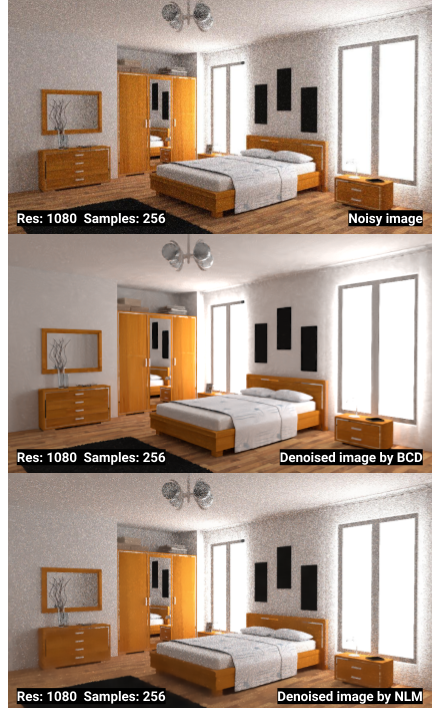 Res: 1080 Samples: 256
Noisy image
Res: 1080 Samples: 256
Denoised image by BCD
Res: 1080 Samples: 256
Denoised image by NLM